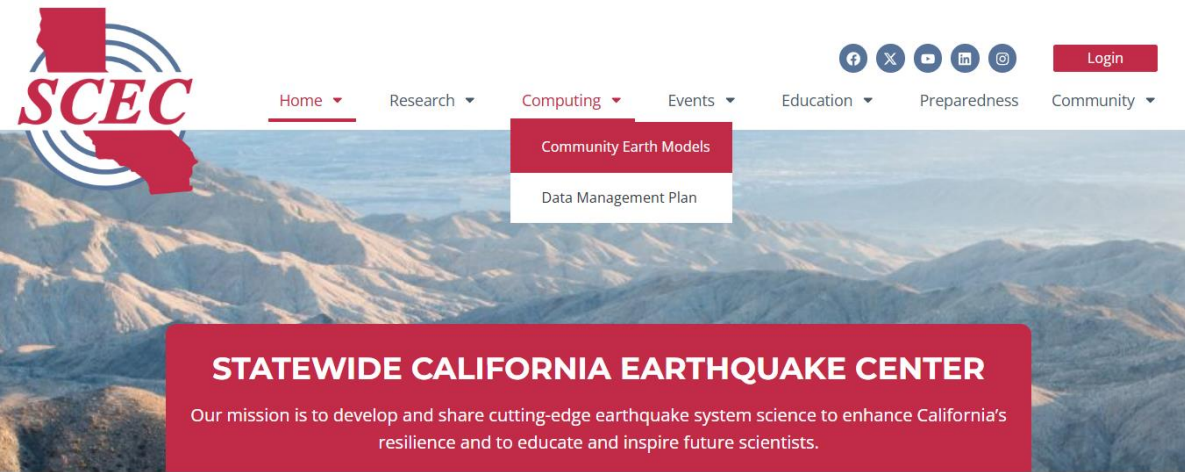 SCEC
Login
Home Research Computing Events Education Preparedness Community
Community Earth Models
Data Management Plan
STATEWIDE CALIFORNIA EARTHQUAKE CENTER
Our mission is to develop and share cutting-edge earthquake system science to enhance California’s
resilience and to educate and inspire future scientists.